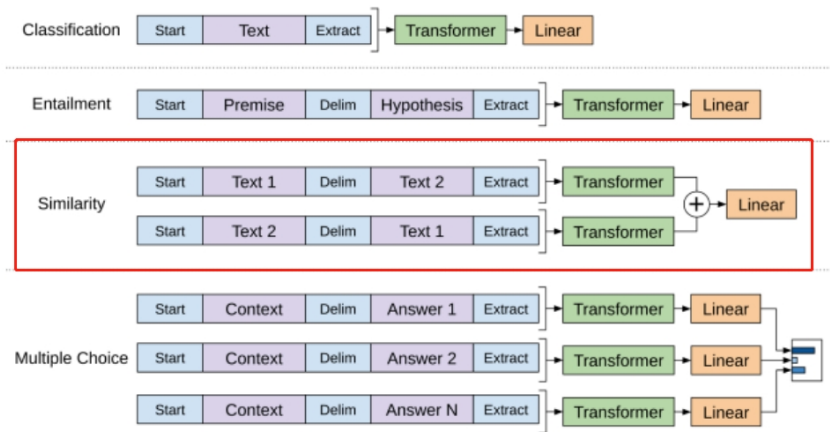 Classification Start Text Extract Transformer Linear
Entailment Start Premise Delim Hypothesis Extract Transformer Linear
Start Text 1 Delim Text 2 Extract Transformer
Similarity + Linear
Start Text 2 Delim Text 1 Extract Transformer
Start Context Delim Answer 1 Extract Transformer Linear
Multiple Choice Start Context Delim Answer 2 Extract Transformer Linear
Start Context Delim Answer N Extract Transformer Linear